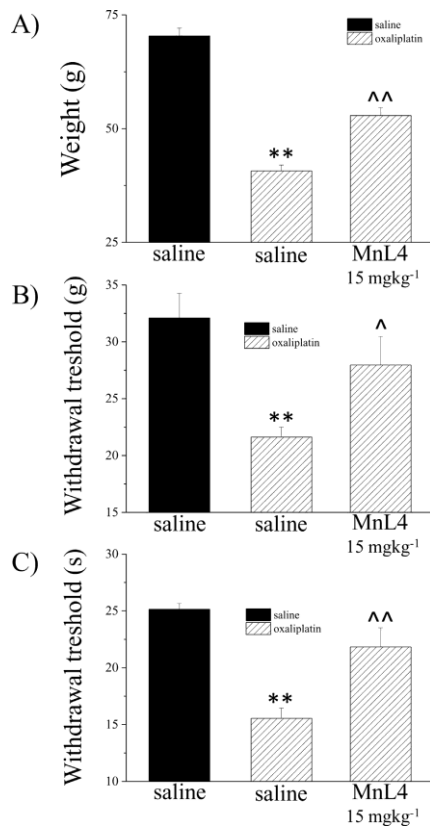 A)
Weight (g)
75
50
25
saline
oxaliplatin
**
^^
saline
saline
MnL4
15 mgkg⁻¹
B)
Withdrawal treshold (g)
35
30
25
20
15
saline
oxaliplatin
**
^
saline
saline
MnL4
15 mgkg⁻¹
C)
Withdrawal treshold (s)
30
25
20
15
10
saline
oxaliplatin
**
^^
saline
saline
MnL4
15 mgkg⁻¹